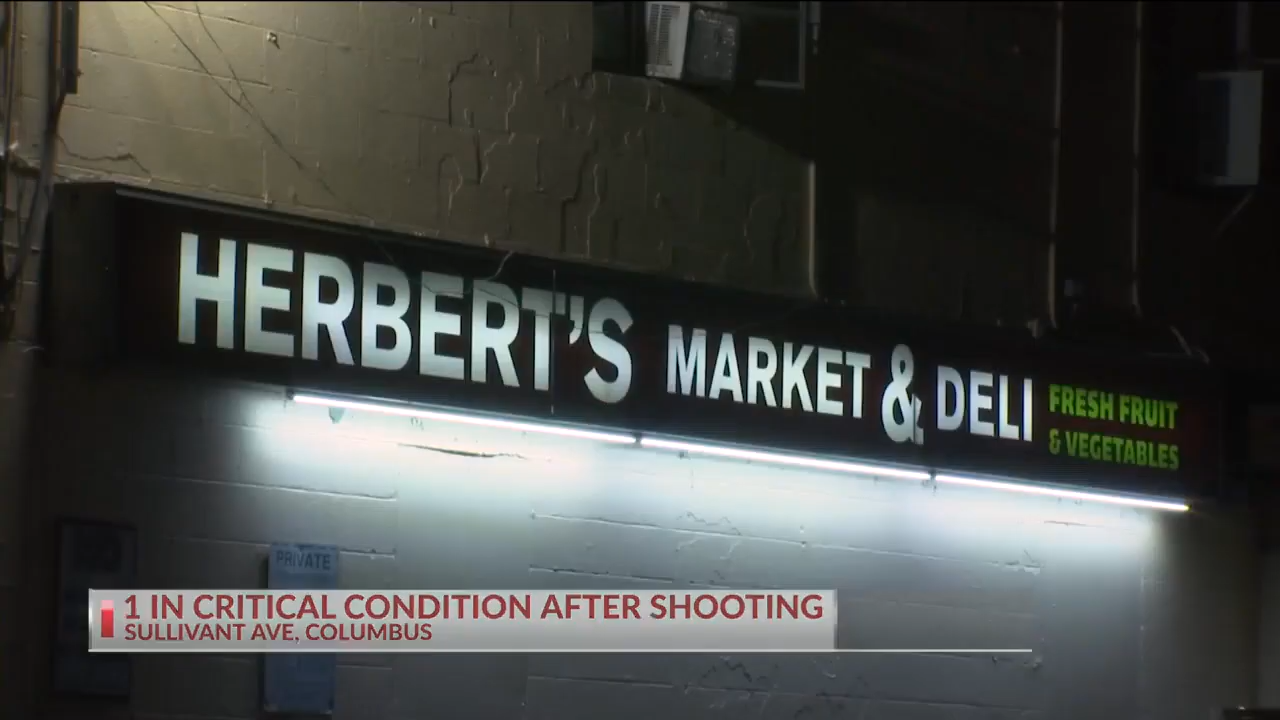 HERBERT'S MARKET & DELI
FRESH FRUIT
& VEGETABLES
PRIVATE
1 IN CRITICAL CONDITION AFTER SHOOTING
SULLIVANT AVE, COLUMBUS